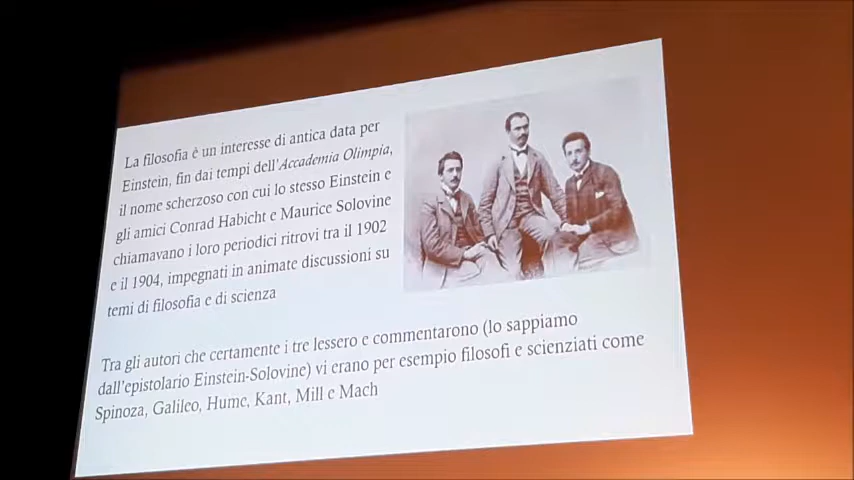 La filosofia è un interesse di antica data per
Einstein, fin dai tempi dell'Accademia Olimpia,
il nome scherzoso con cui lo stesso Einstein e
gli amici Conrad Habicht e Maurice Solovine
chiamavano i loro periodici ritrovi tra il 1902
e il 1904, impegnati in animate discussioni su
temi di filosofia e di scienza
Tra gli autori che certamente i tre lessero e commentarono (lo sappiamo
dall'epistolario Einstein-Solovine) vi erano per esempio filosofi e scienziati come
Spinoza, Galileo, Hume, Kant, Mill e Mach